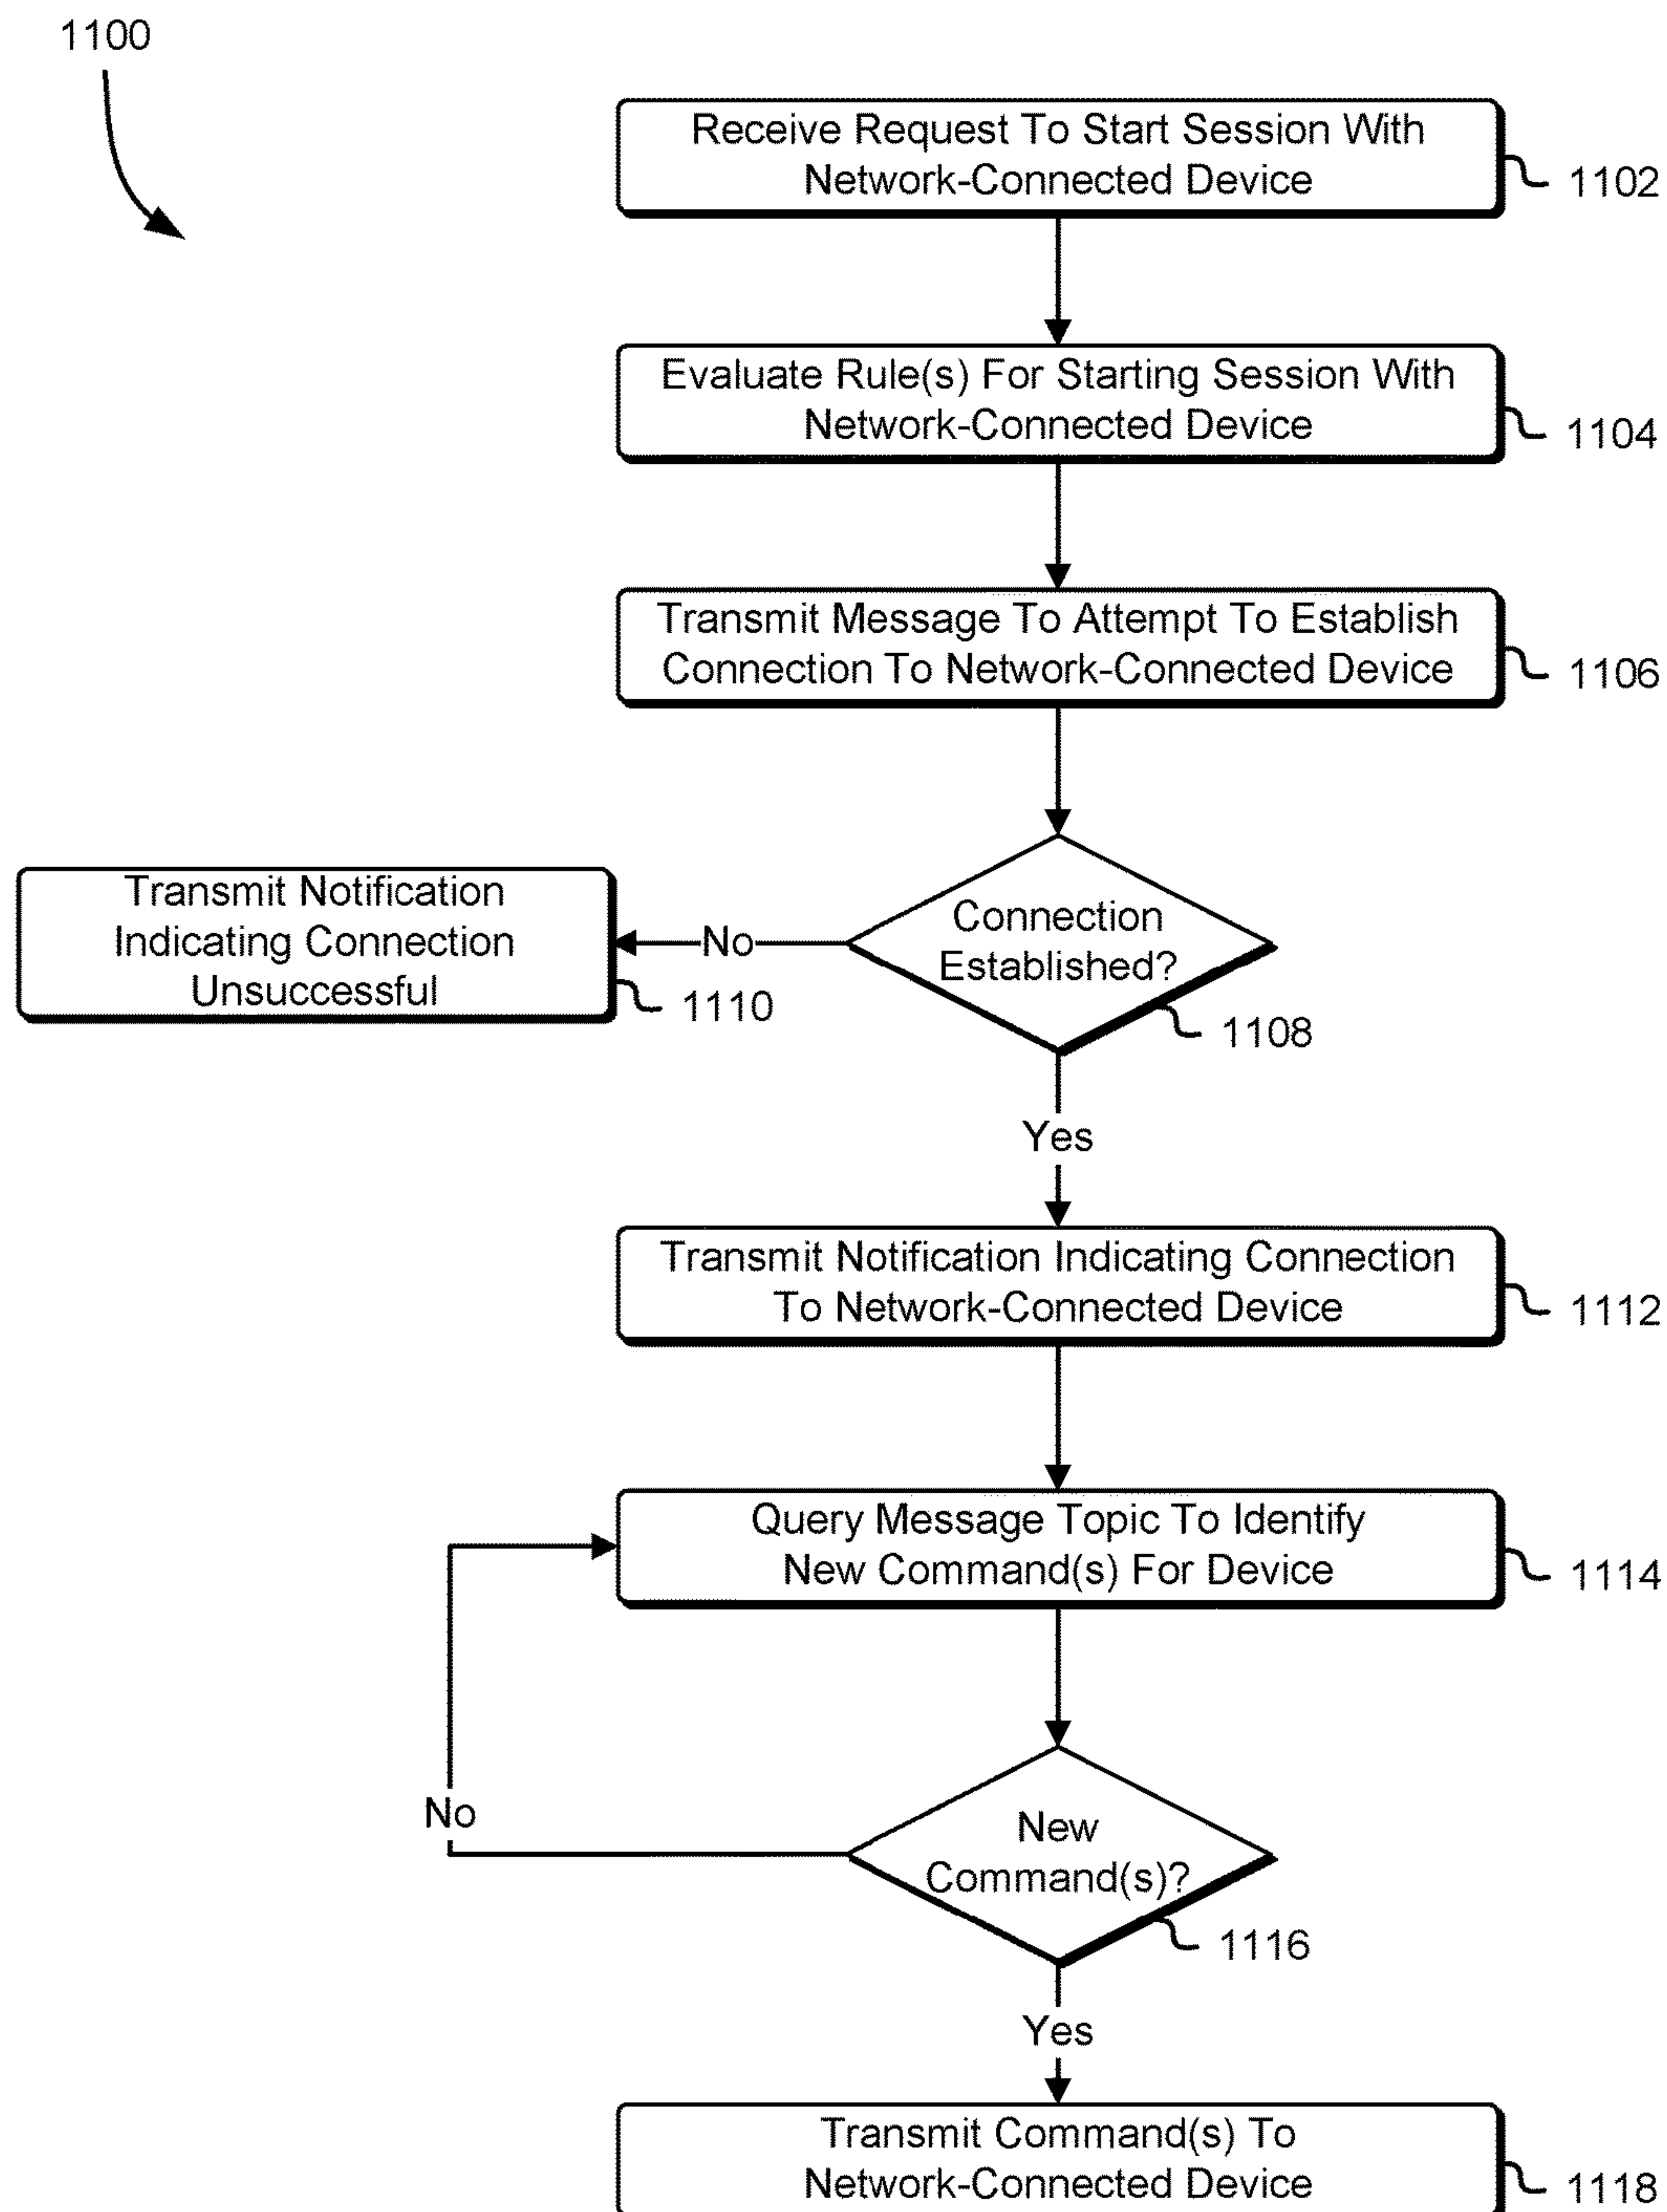 1100
Receive Request To Start Session With
Network-Connected Device
1102
Evaluate Rule(s) For Starting Session With
Network-Connected Device
1104
Transmit Message To Attempt To Establish
Connection To Network-Connected Device
1106
Connection
Established?
1108
No
Transmit Notification
Indicating Connection
Unsuccessful
1110
Yes
Transmit Notification Indicating Connection
To Network-Connected Device
1112
Query Message Topic To Identify
New Command(s) For Device
1114
New
Command(s)?
1116
No
Yes
Transmit Command(s) To
Network-Connected Device
1118